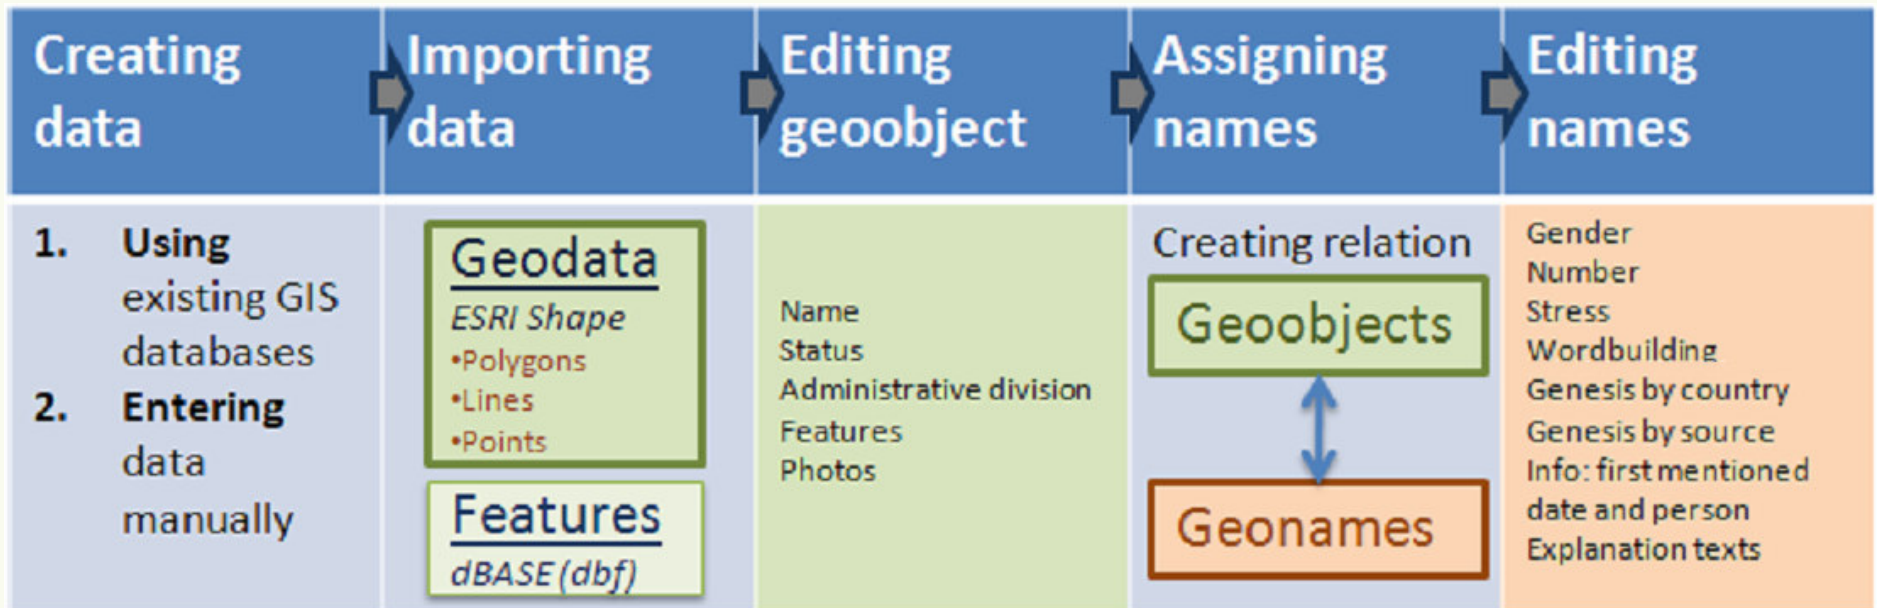 Creating
data
Importing
data
Editing
geoobject
Assigning
names
Editing
names
1. Using
existing GIS
databases
2. Entering
data
manually
Geodata
ESRI Shape
•Polygons
•Lines
•Points
Features
dBASE (dbf)
Name
Status
Administrative division
Features
Photos
Creating relation
Geoobjects
Geonames
Gender
Number
Stress
Wordbuilding
Genesis by country
Genesis by source
Info: first mentioned
date and person
Explanation texts